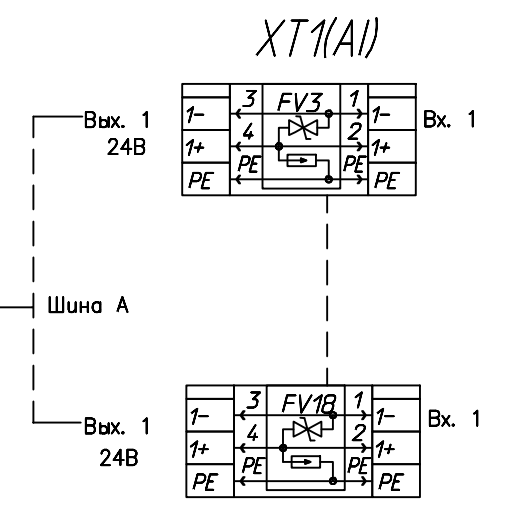 XT1(AI)
3 FV3 1
1- 1-
Вых. 1 Вх. 1
4 2
24В 1+ 1+
PE PE
PE PE
Шина А
3 FV18 1
1- 1-
Вых. 1 Вх. 1
4 2
24В 1+ 1+
PE PE
PE PE